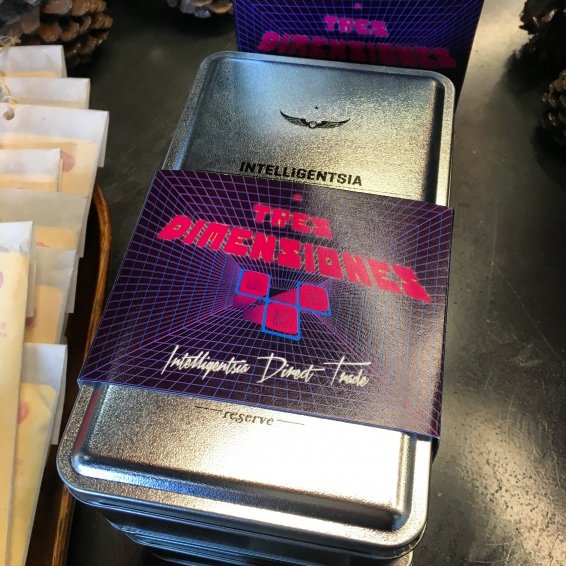 TRES
DIMENSIONES
INTELLIGENTSIA
TRES
DIMENSIONES
Intelligentsia Direct Trade
reserve